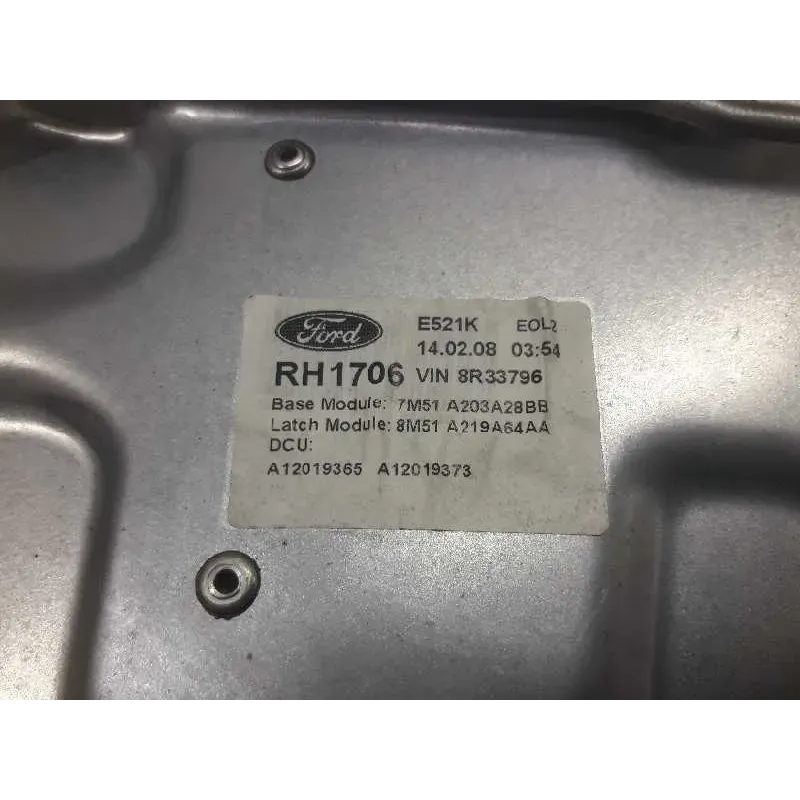 Ford E521K EOL2
14.02.08 03:54
RH1706 VIN 8R33796
Base Module: 7M51 A203A28BB
Latch Module: 8M51 A219A64AA
DCU:
A12019365 A12019373